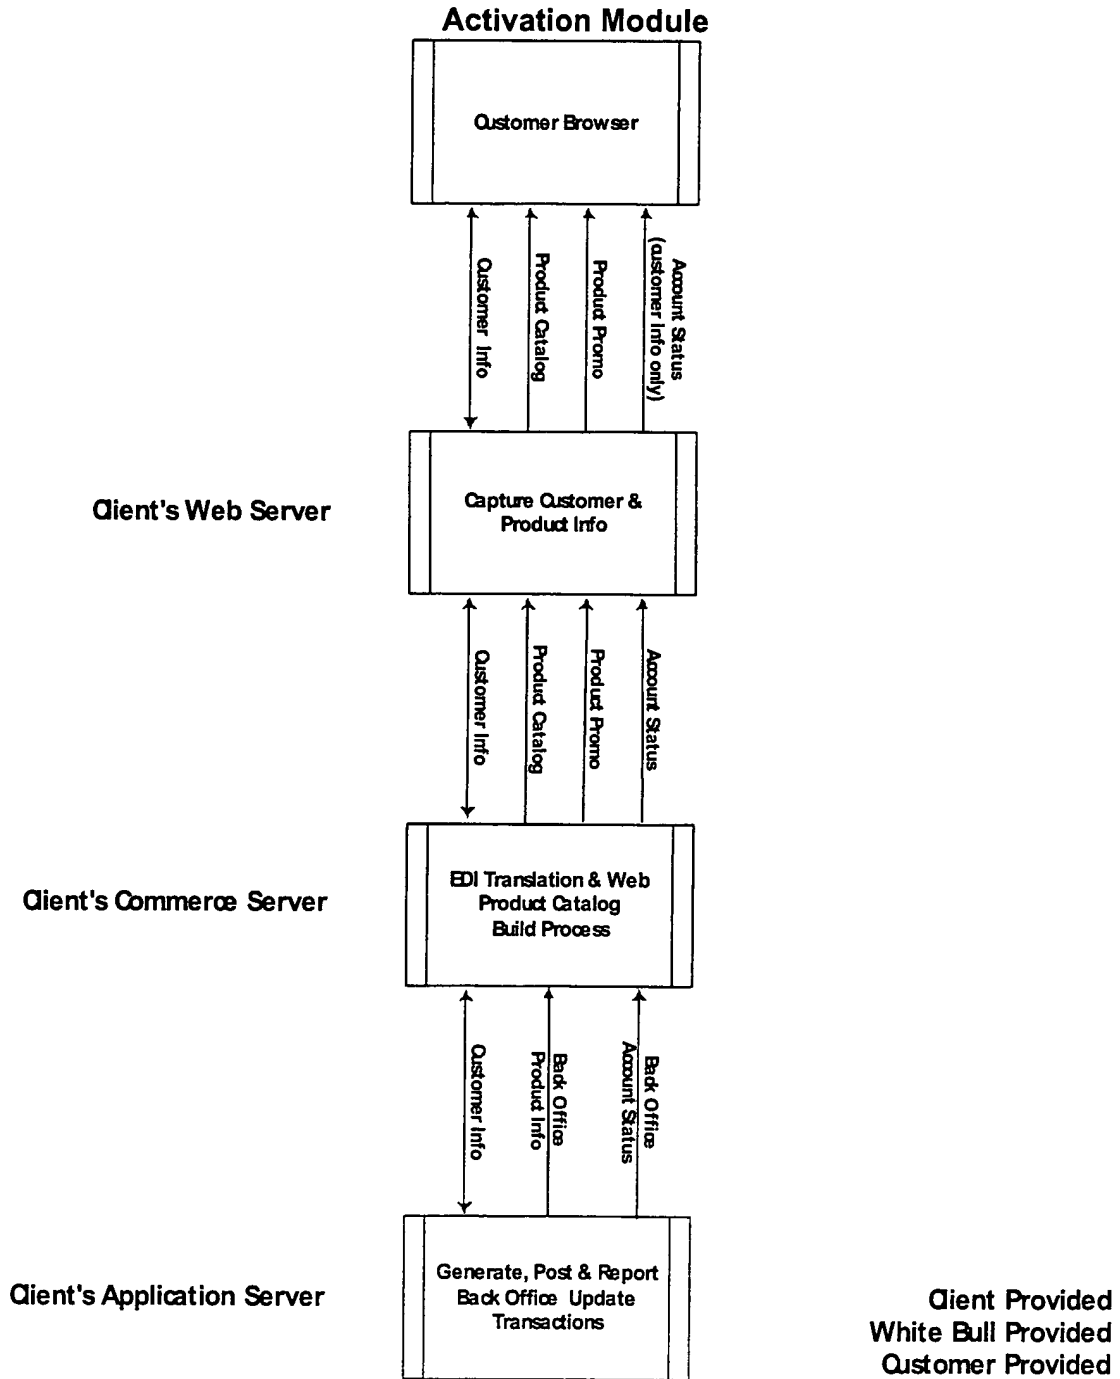 Activation Module
Customer Browser
Customer Info
Product Catalog
Product Promo
Account Status
(customer Info only)
Client's Web Server
Capture Customer &
Product Info
Customer Info
Product Catalog
Product Promo
Account Status
Client's Commerce Server
EDI Translation & Web
Product Catalog
Build Process
Customer Info
Back Office
Product Info
Back Office
Account Status
Client's Application Server
Generate, Post & Report
Back Office Update
Transactions
Client Provided
White Bull Provided
Customer Provided